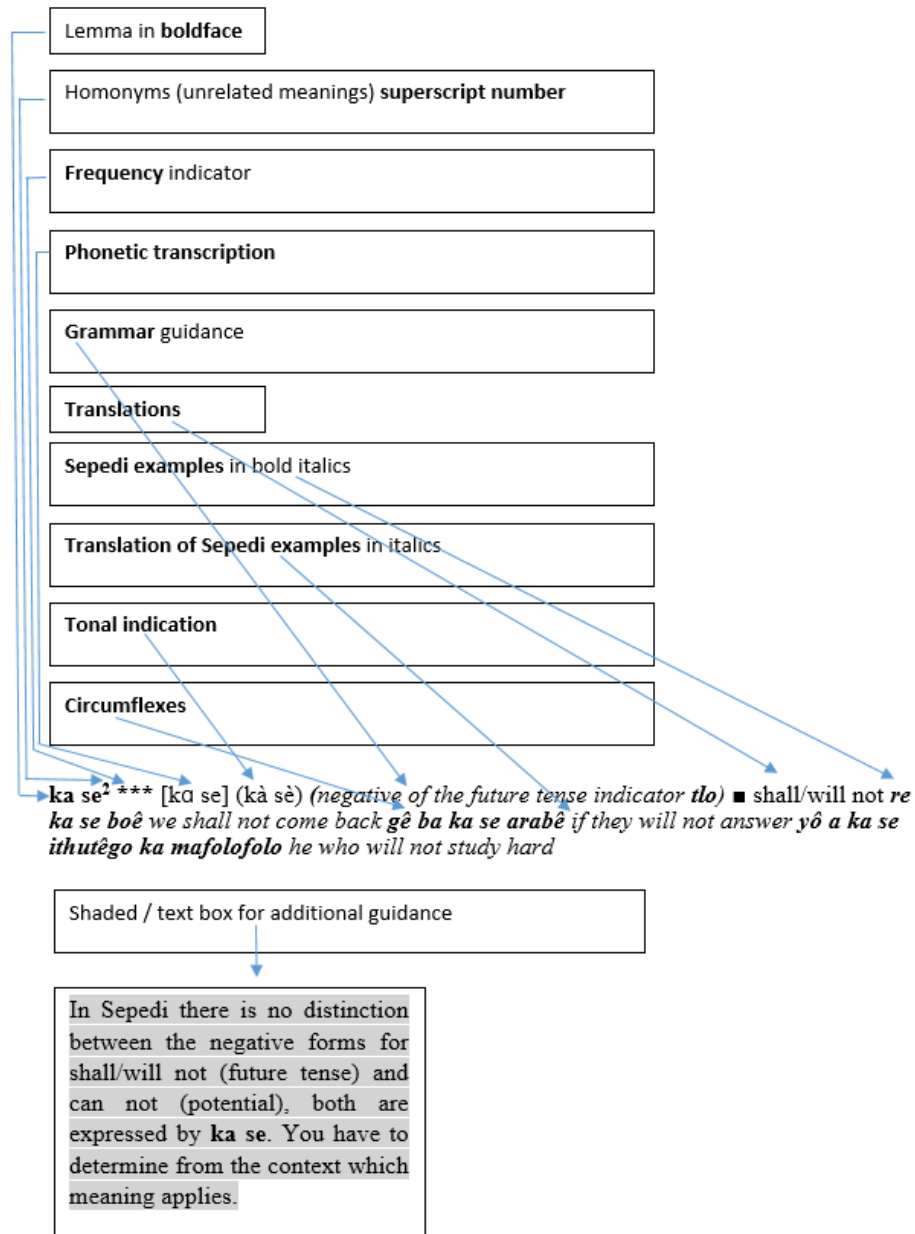 Lemma in boldface
Homonyms (unrelated meanings) superscript number
Frequency indicator
Phonetic transcription
Grammar guidance
Translations
Sepedi examples in bold italics
Translation of Sepedi examples in italics
Tonal indication
Circumflexes
ka se² *** [kɑ se] (kà sè) (negative of the future tense indicator tlo) ■ shall/will not re
ka se boê we shall not come back gê ba ka se arabê if they will not answer yô a ka se
ithutêgo ka mafolofolo he who will not study hard
Shaded / text box for additional guidance
In Sepedi there is no distinction
between the negative forms for
shall/will not (future tense) and
can not (potential), both are
expressed by ka se. You have to
determine from the context which
meaning applies.